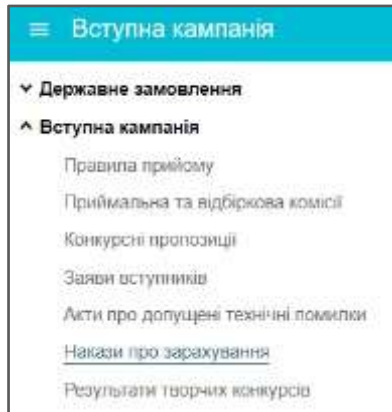 Вступна кампанія
Державне замовлення
Вступна кампанія
Правила прийому
Приймальна та відбіркова комісії
Конкурсні пропозиції
Заяви вступників
Акти про допущені технічні помилки
Накази про зарахування
Результати творчих конкурсів